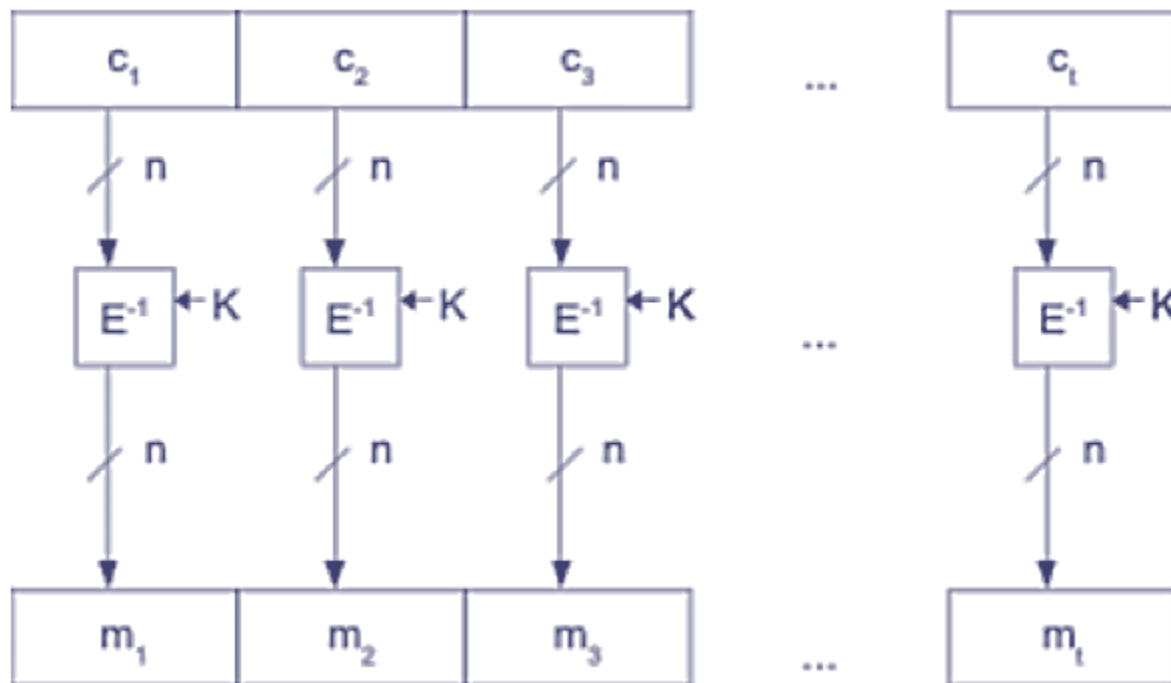 c₁ c₂ c₃ ... cₜ
n n n n
E⁻¹ K E⁻¹ K E⁻¹ K ... E⁻¹ K
n n n n
m₁ m₂ m₃ ... mₜ